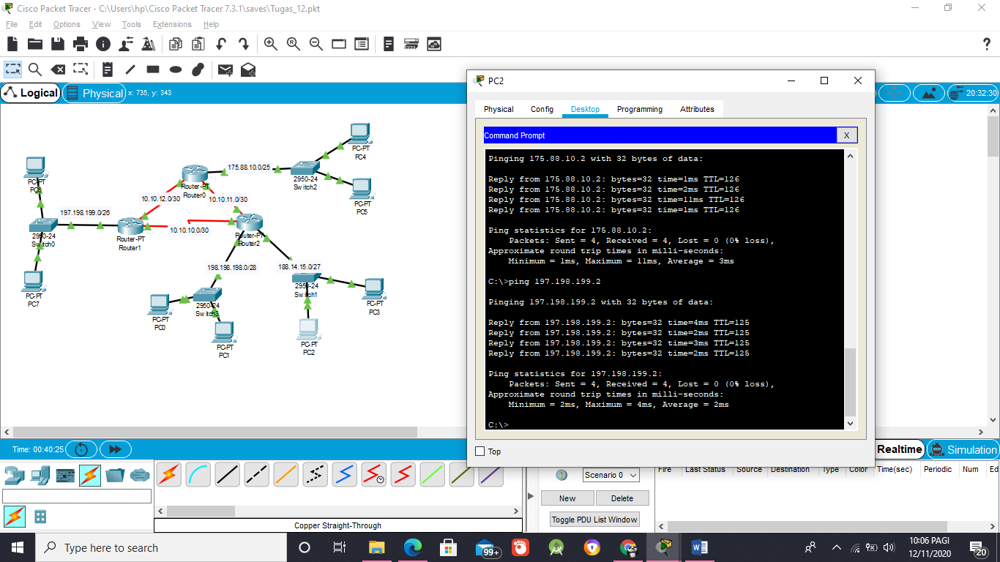 Cisco Packet Tracer - C:\Users\hp\Cisco Packet Tracer 7.3.1\saves\Tugas_12.pkt
File Edit Options View Tools Extensions Help
?
Logical Physical x: 735, y: 343
20:32:30
PC-PT
PC4
175.88.10.0/25
2950-24
Switch2
PC-PT
PC5
Router-PT
Router0
10.10.12.0/30
10.10.11.0/30
PC-PT
PC6
197.198.199.0/26
2950-24
Switch0
Router-PT
Router1
10.10.10.0/30
Router-PT
Router2
PC-PT
PC7
198.198.198.0/28
188.14.15.0/27
2950-24
Switch3
2950-24
Switch1
PC-PT
PC0
PC-PT
PC1
PC-PT
PC2
PC-PT
PC3
PC2
Physical Config Desktop Programming Attributes
Command Prompt
X
Pinging 175.88.10.2 with 32 bytes of data:
Reply from 175.88.10.2: bytes=32 time=1ms TTL=126
Reply from 175.88.10.2: bytes=32 time=2ms TTL=126
Reply from 175.88.10.2: bytes=32 time=11ms TTL=126
Reply from 175.88.10.2: bytes=32 time=1ms TTL=126
Ping statistics for 175.88.10.2:
Packets: Sent = 4, Received = 4, Lost = 0 (0% loss),
Approximate round trip times in milli-seconds:
Minimum = 1ms, Maximum = 11ms, Average = 3ms
C:\>ping 197.198.199.2
Pinging 197.198.199.2 with 32 bytes of data:
Reply from 197.198.199.2: bytes=32 time=4ms TTL=125
Reply from 197.198.199.2: bytes=32 time=2ms TTL=125
Reply from 197.198.199.2: bytes=32 time=3ms TTL=125
Reply from 197.198.199.2: bytes=32 time=2ms TTL=125
Ping statistics for 197.198.199.2:
Packets: Sent = 4, Received = 4, Lost = 0 (0% loss),
Approximate round trip times in milli-seconds:
Minimum = 2ms, Maximum = 4ms, Average = 2ms
C:\>
Top
Time: 00:40:25
Realtime Simulation
Scenario 0
New Delete
Toggle PDU List Window
Fire Last Status Source Destination Type Color Time(sec) Periodic Num Ed
Copper Straight-Through
Type here to search
99+
10:06 PAGI
12/11/2020
20